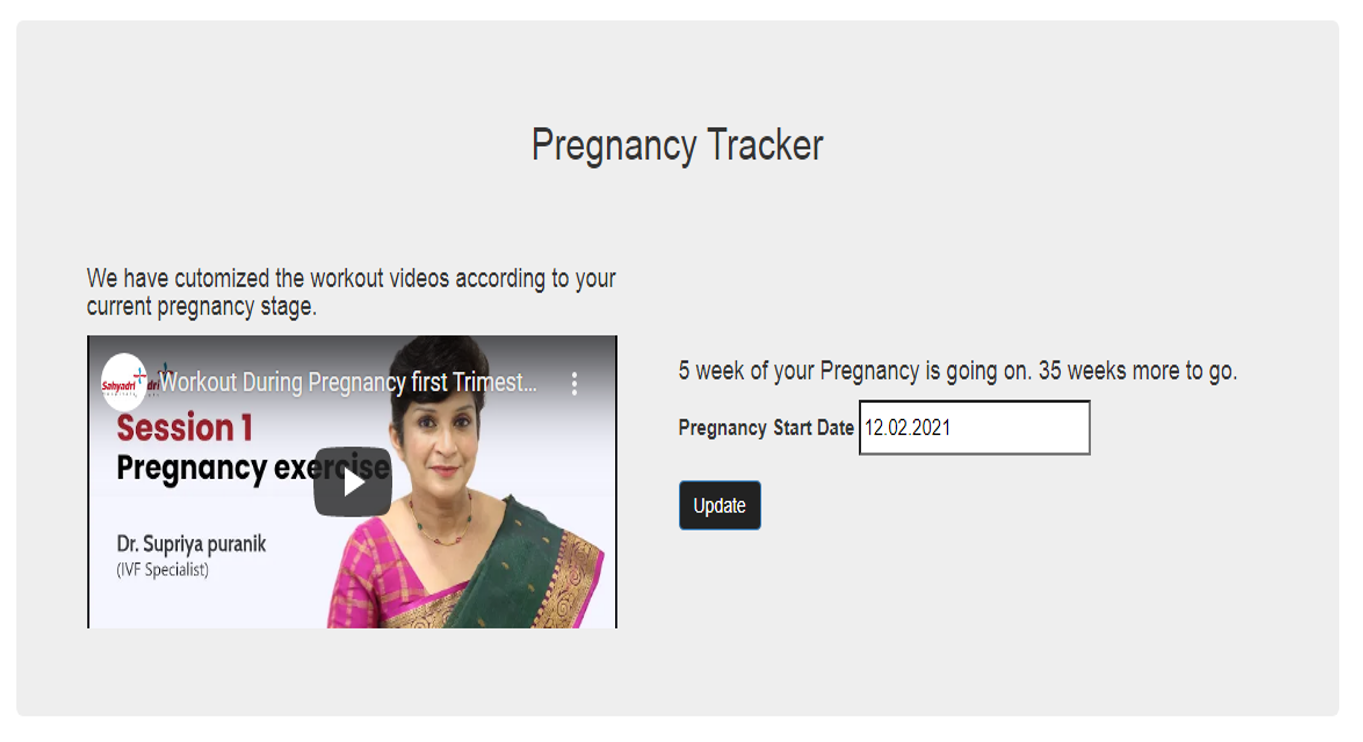 Pregnancy Tracker
We have cutomized the workout videos according to your
current pregnancy stage.
Sahyadri
Workout During Pregnancy first Trimest...
Session 1
Pregnancy exercise
Dr. Supriya puranik
(IVF Specialist)
5 week of your Pregnancy is going on. 35 weeks more to go.
Pregnancy Start Date 12.02.2021
Update